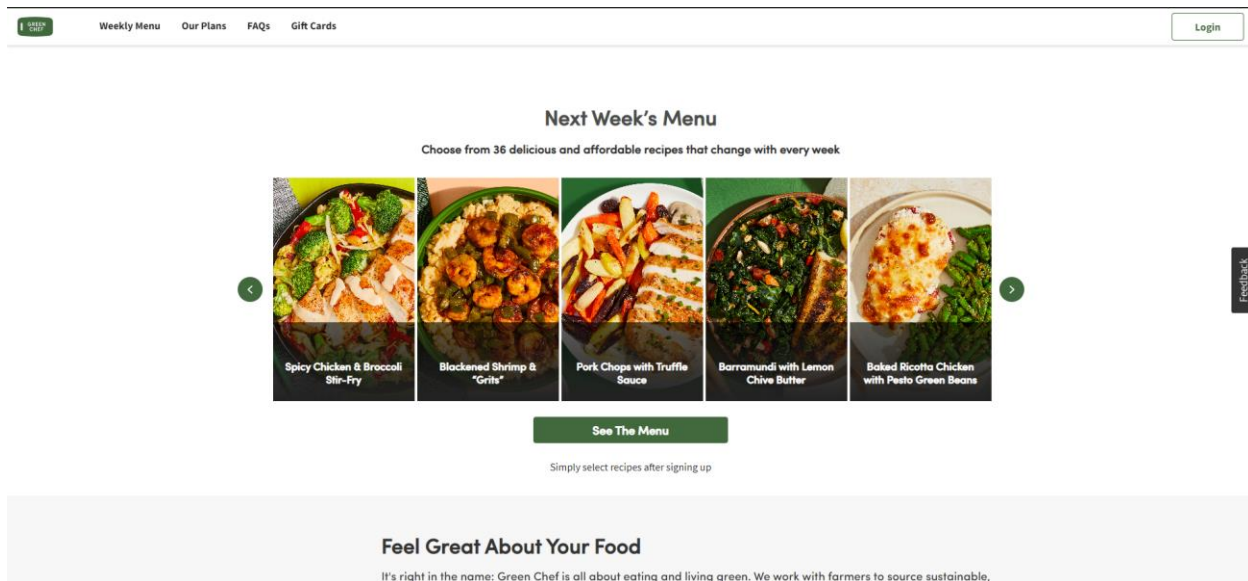 GREEN
CHEF
Weekly Menu
Our Plans
FAQs
Gift Cards
Login
Next Week's Menu
Choose from 36 delicious and affordable recipes that change with every week
Spicy Chicken & Broccoli
Stir-Fry
Blackened Shrimp &
"Grits"
Pork Chops with Truffle
Sauce
Barramundi with Lemon
Chive Butter
Baked Ricotta Chicken
with Pesto Green Beans
Feedback
See The Menu
Simply select recipes after signing up
Feel Great About Your Food
It's right in the name: Green Chef is all about eating and living green. We work with farmers to source sustainable,